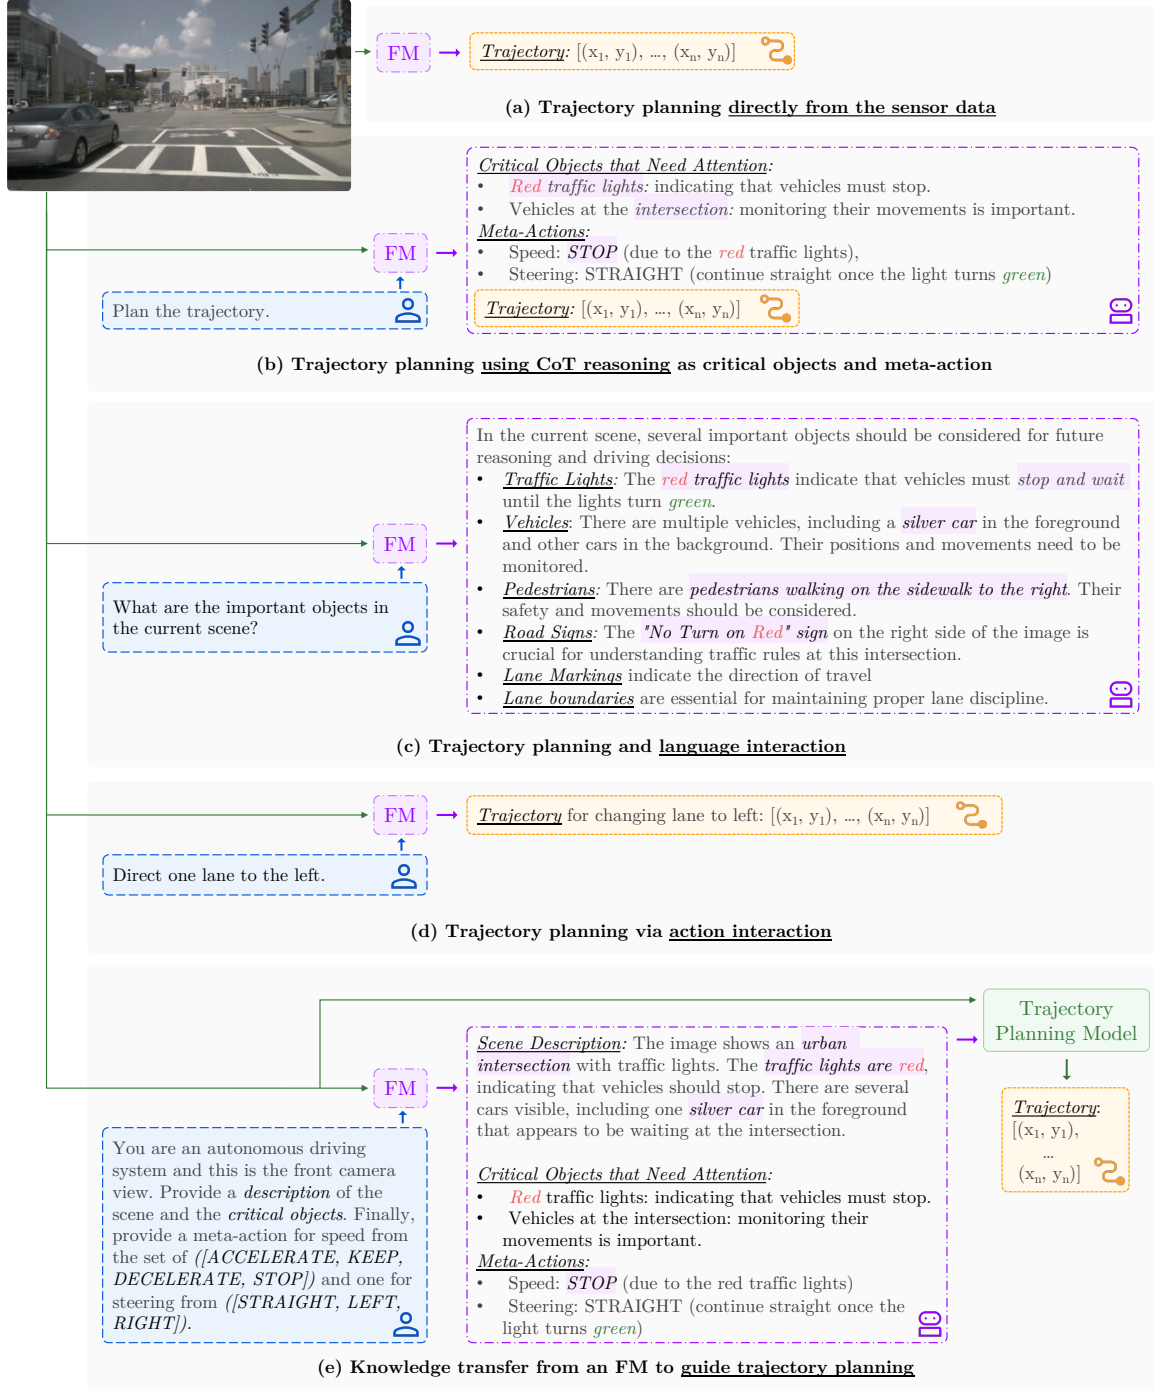 FM
Trajectory: [(x1, y1), ..., (xn, yn)]
(a) Trajectory planning directly from the sensor data
Critical Objects that Need Attention:
• Red traffic lights: indicating that vehicles must stop.
• Vehicles at the intersection: monitoring their movements is important.
Meta-Actions:
FM
• Speed: STOP (due to the red traffic lights),
• Steering: STRAIGHT (continue straight once the light turns green)
Plan the trajectory.
Trajectory: [(x1, y1), ..., (xn, yn)]
(b) Trajectory planning using CoT reasoning as critical objects and meta-action
In the current scene, several important objects should be considered for future
reasoning and driving decisions:
• Traffic Lights: The red traffic lights indicate that vehicles must stop and wait
until the lights turn green.
• Vehicles: There are multiple vehicles, including a silver car in the foreground
and other cars in the background. Their positions and movements need to be
monitored.
• Pedestrians: There are pedestrians walking on the sidewalk to the right. Their
safety and movements should be considered.
• Road Signs: The "No Turn on Red" sign on the right side of the image is
crucial for understanding traffic rules at this intersection.
• Lane Markings indicate the direction of travel
• Lane boundaries are essential for maintaining proper lane discipline.
FM
What are the important objects in
the current scene?
(c) Trajectory planning and language interaction
FM
Trajectory for changing lane to left: [(x1, y1), ..., (xn, yn)]
Direct one lane to the left.
(d) Trajectory planning via action interaction
FM
You are an autonomous driving
system and this is the front camera
view. Provide a description of the
scene and the critical objects. Finally,
provide a meta-action for speed from
the set of ([ACCELERATE, KEEP,
DECELERATE, STOP]) and one for
steering from ([STRAIGHT, LEFT,
RIGHT]).
Scene Description: The image shows an urban
intersection with traffic lights. The traffic lights are red,
indicating that vehicles should stop. There are several
cars visible, including one silver car in the foreground
that appears to be waiting at the intersection.
Critical Objects that Need Attention:
• Red traffic lights: indicating that vehicles must stop.
• Vehicles at the intersection: monitoring their
movements is important.
Meta-Actions:
• Speed: STOP (due to the red traffic lights)
• Steering: STRAIGHT (continue straight once the
light turns green)
Trajectory
Planning Model
Trajectory:
[(x1, y1),
...
(xn, yn)]
(e) Knowledge transfer from an FM to guide trajectory planning